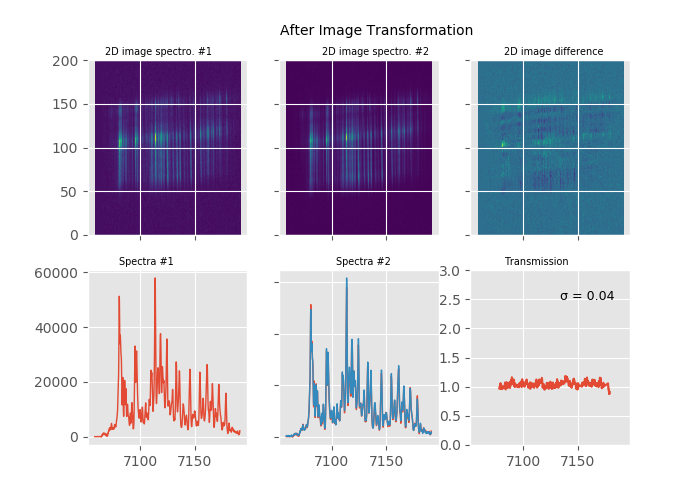 After Image Transformation
2D image spectro. #1
2D image spectro. #2
2D image difference
200
150
100
50
0
Spectra #1
Spectra #2
Transmission
60000
40000
20000
0
3.0
2.5
2.0
1.5
1.0
0.5
0.0
σ = 0.04
7100 7150
7100 7150
7100 7150